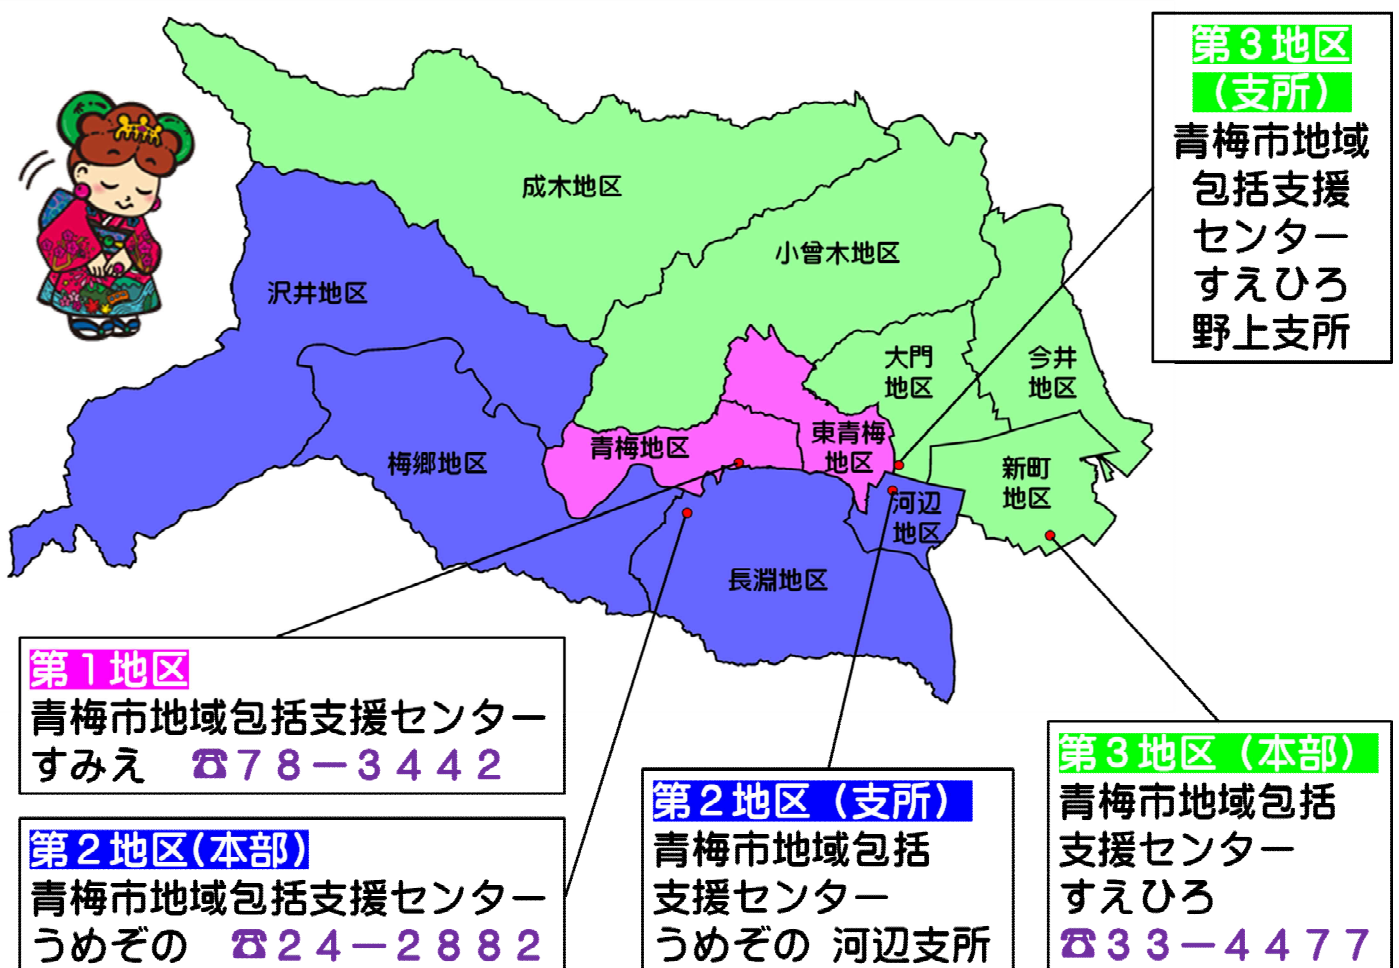 第3地区
（支所）
青梅市地域
包括支援
センター
すえひろ
野上支所
成木地区
小曾木地区
沢井地区
大門
地区
今井
地区
青梅地区
東青梅
地区
梅郷地区
新町
地区
河辺
地区
長淵地区
第１地区
青梅市地域包括支援センター
すみえ ☎７８－３４４２
第２地区(本部)
青梅市地域包括支援センター
うめぞの ☎２４－２８８２
第２地区（支所）
青梅市地域包括
支援センター
うめぞの 河辺支所
第３地区（本部）
青梅市地域包括
支援センター
すえひろ
☎３３－４４７７